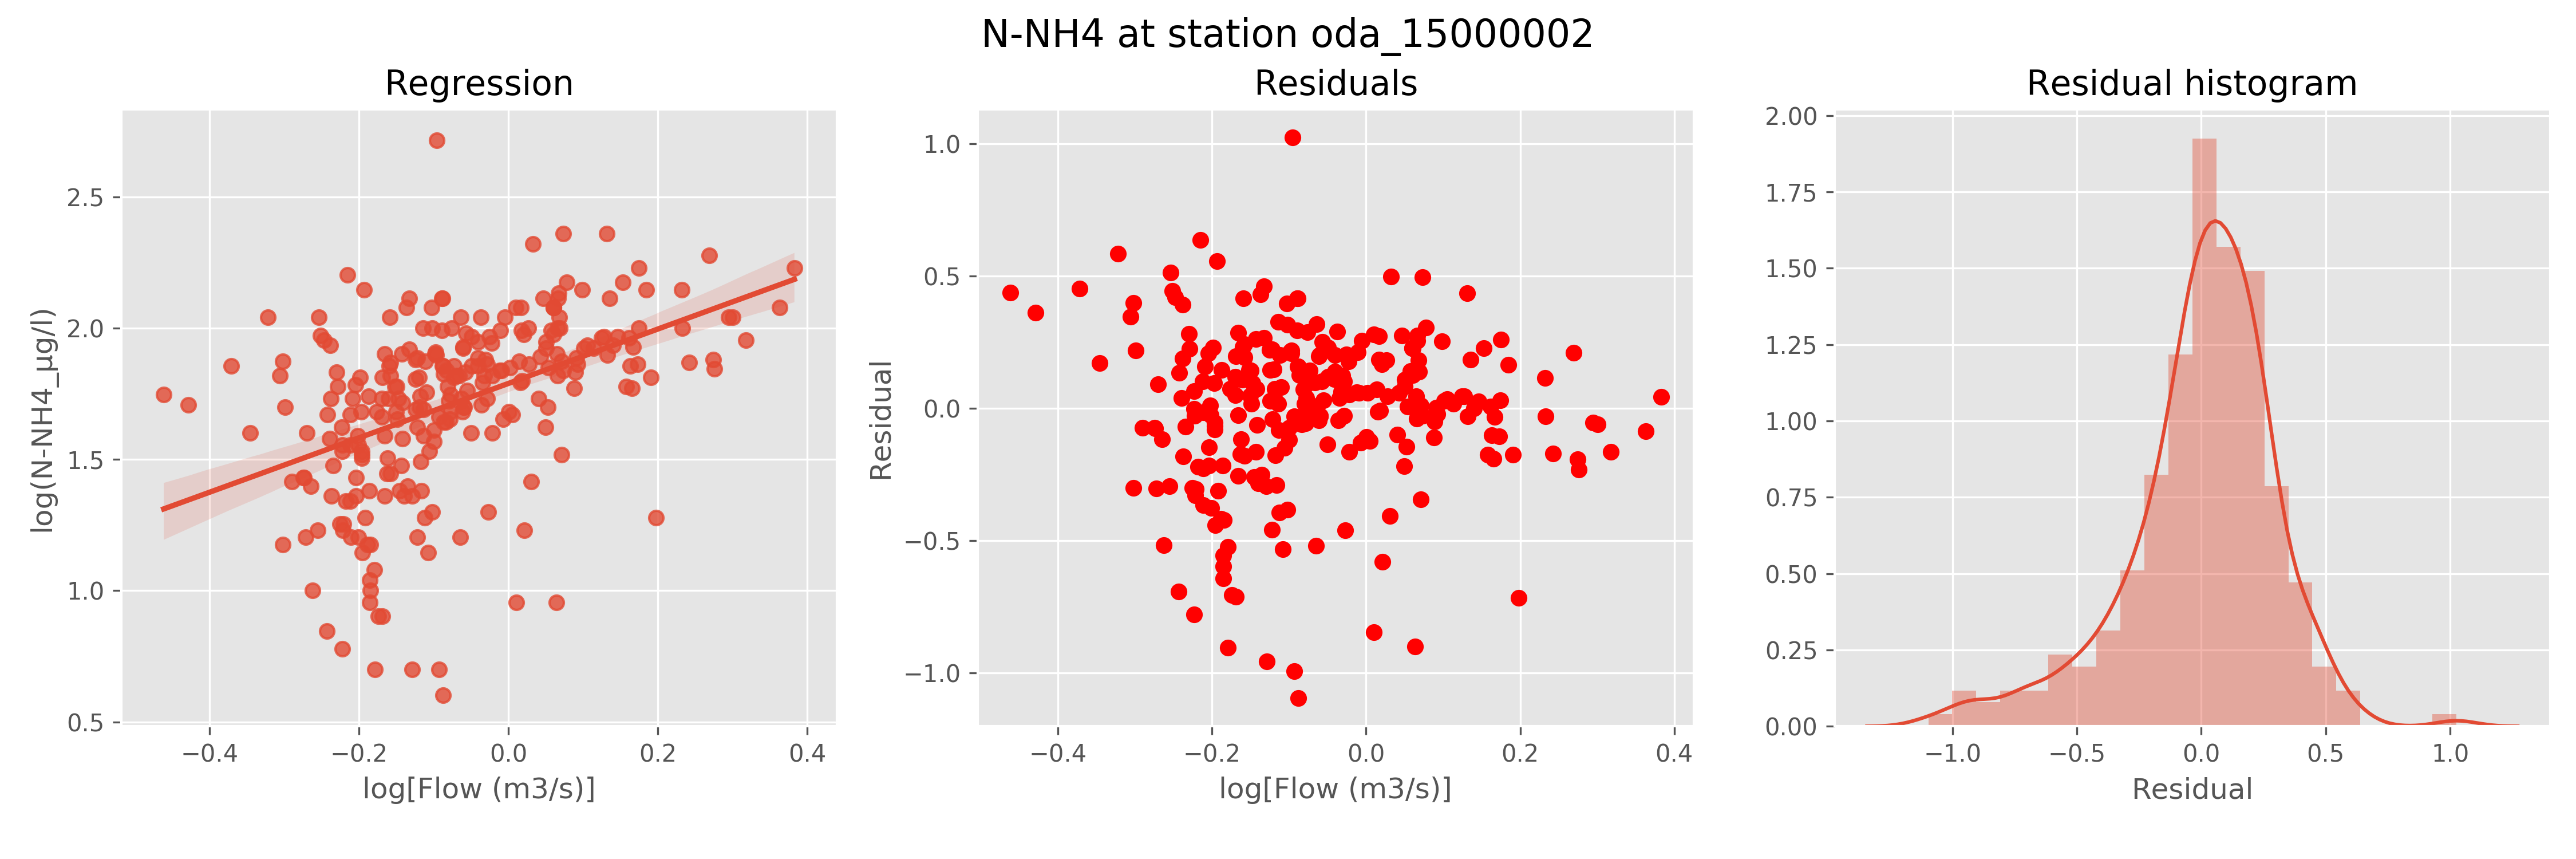 N-NH4 at station oda_15000002
Regression
2.5
2.0
1.5
1.0
0.5
log(N-NH4_µg/l)
−0.4 −0.2 0.0 0.2 0.4
log[Flow (m3/s)]
Residuals
1.0
0.5
0.0
−0.5
−1.0
Residual
−0.4 −0.2 0.0 0.2 0.4
log[Flow (m3/s)]
Residual histogram
2.00
1.75
1.50
1.25
1.00
0.75
0.50
0.25
0.00
−1.0 −0.5 0.0 0.5 1.0
Residual